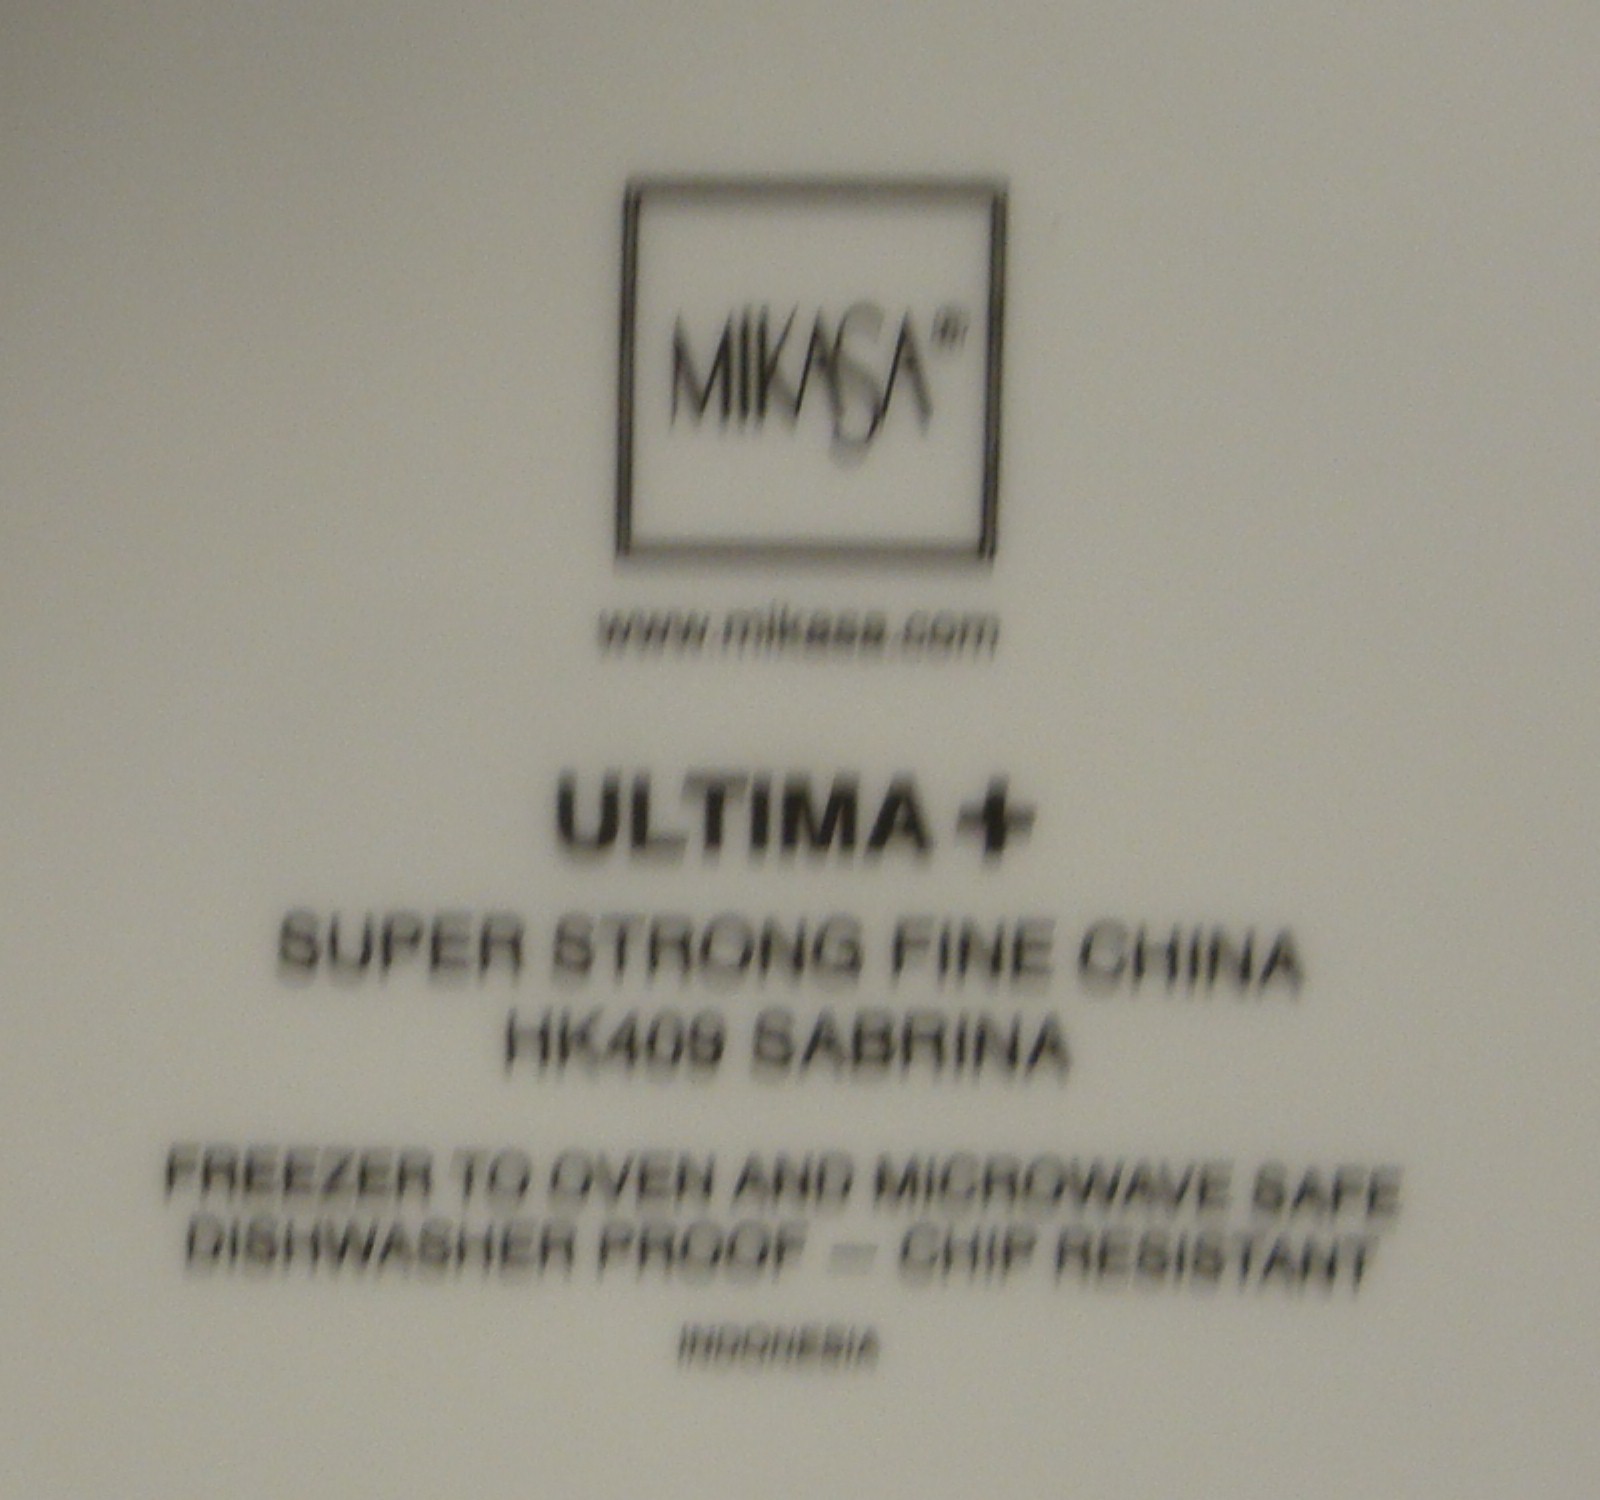 MIKASA®
www.mikasa.com
ULTIMA +
SUPER STRONG FINE CHINA
HK409 SABRINA
FREEZER TO OVEN AND MICROWAVE SAFE
DISHWASHER PROOF — CHIP RESISTANT
INDONESIA